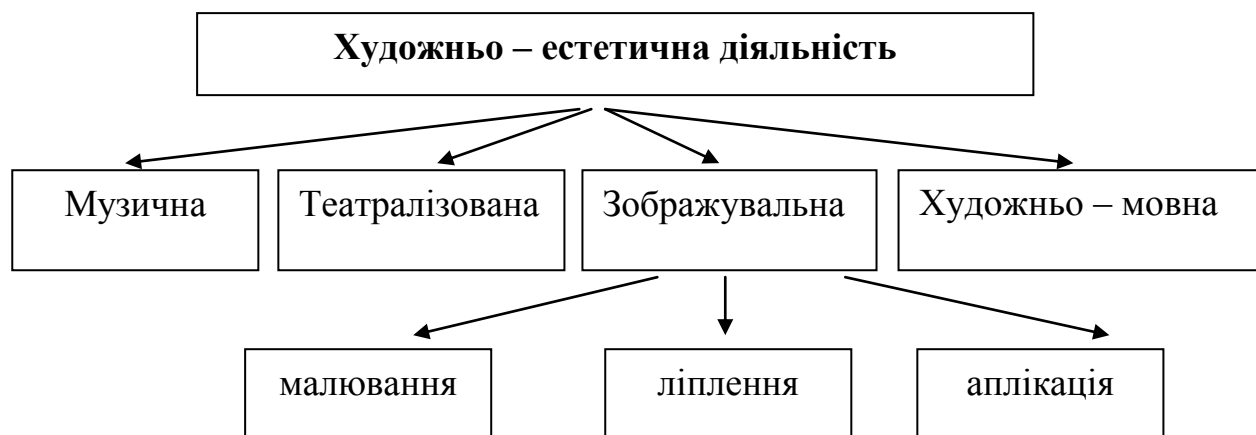 Художньо – естетична діяльність
Музична
Театралізована
Зображувальна
Художньо – мовна
малювання
ліплення
аплікація